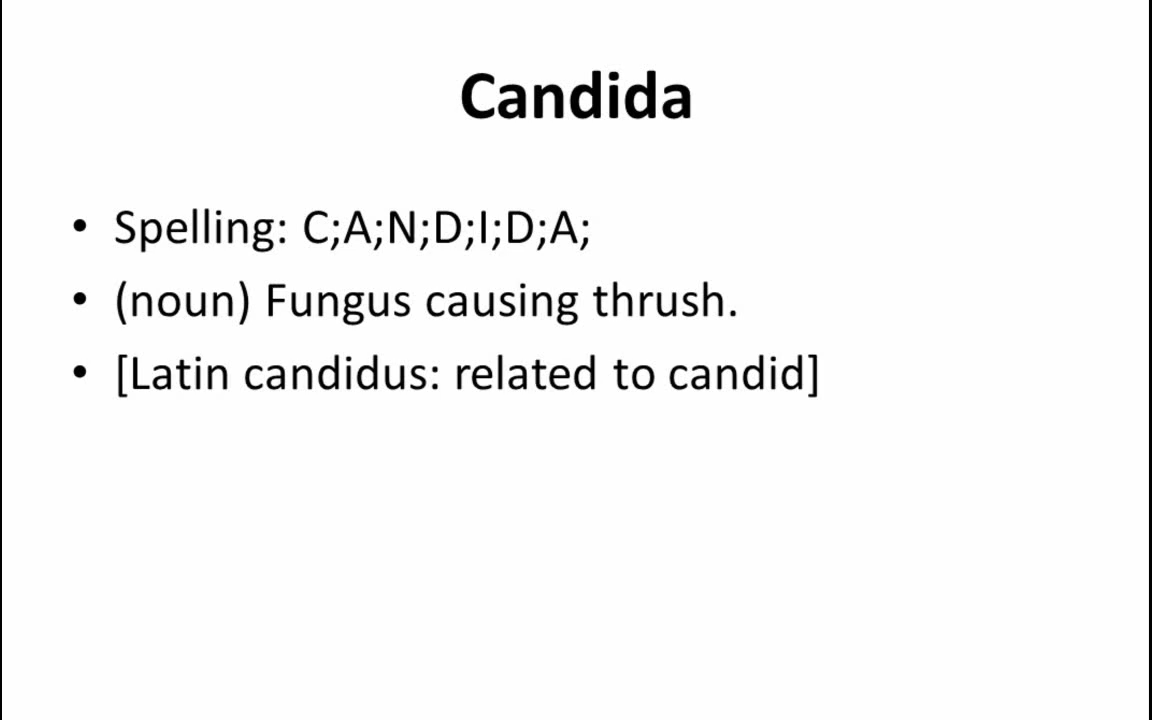 Candida
• Spelling: C;A;N;D;I;D;A;
• (noun) Fungus causing thrush.
• [Latin candidus: related to candid]